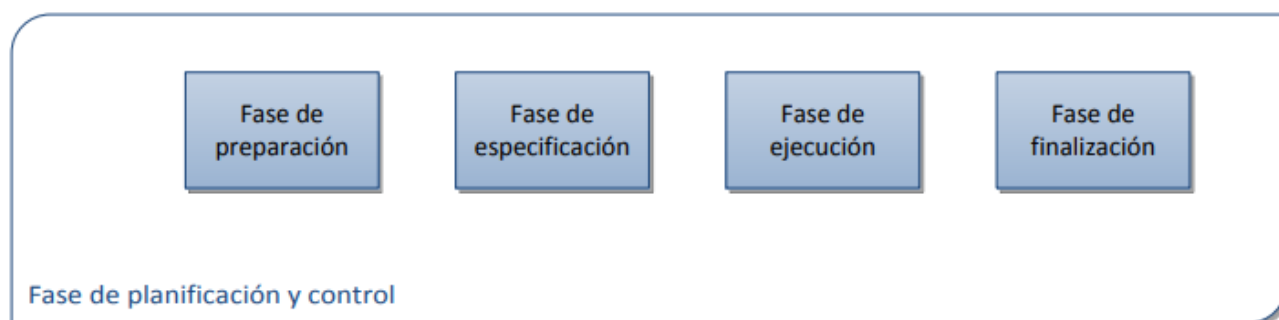 Fase de
preparación
Fase de
especificación
Fase de
ejecución
Fase de
finalización
Fase de planificación y control